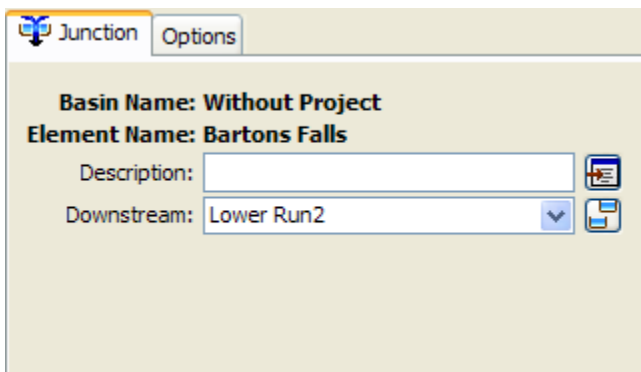 Junction Options
Basin Name: Without Project
Element Name: Bartons Falls
Description:
Downstream: Lower Run2